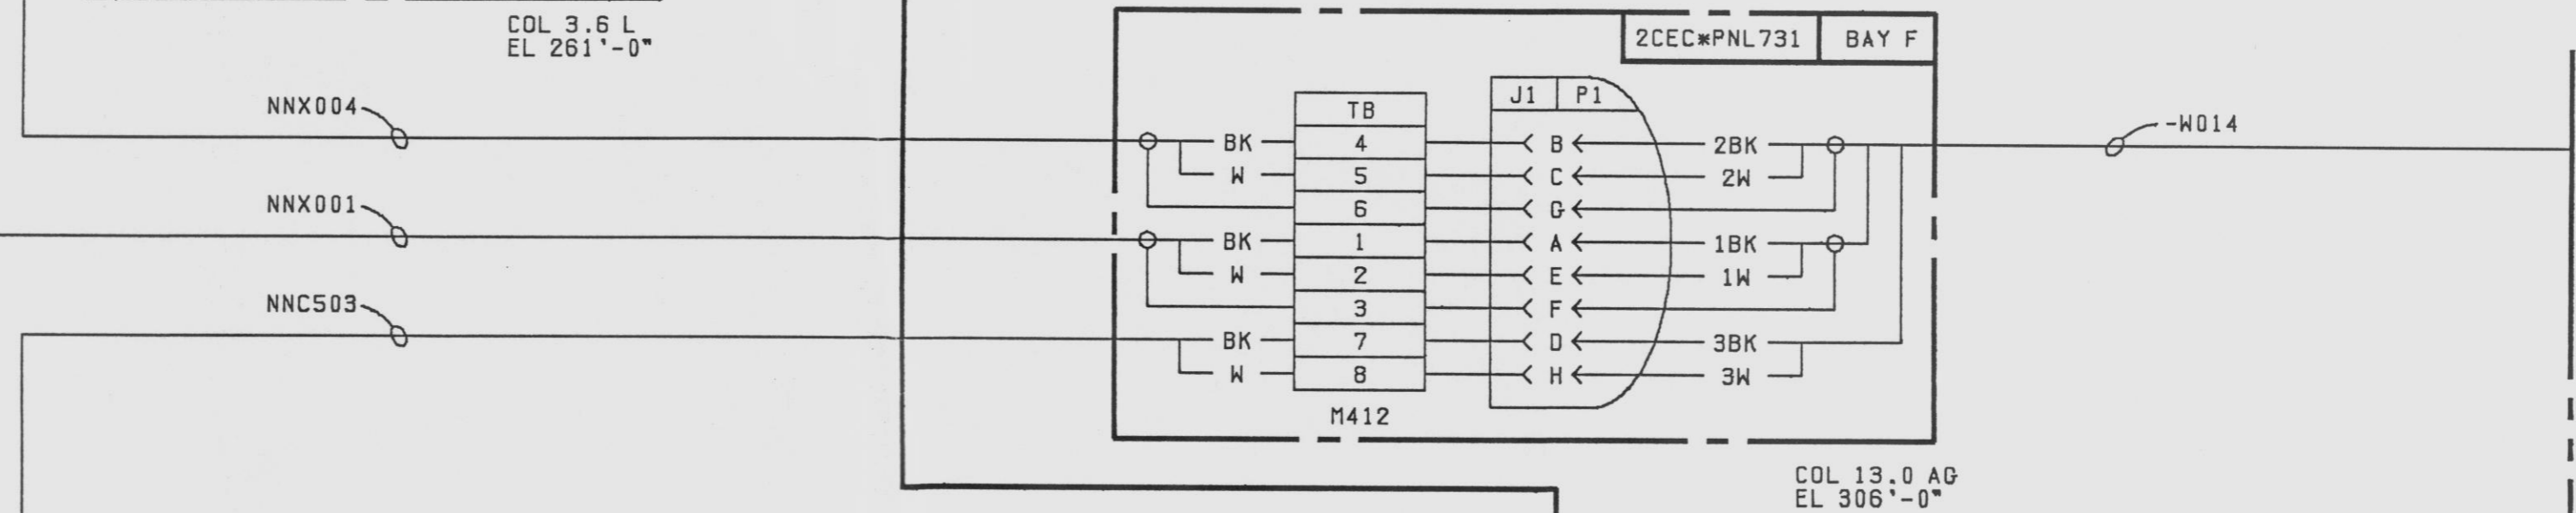 COL 3.6 L
EL 261'-0"
2CEC*PNL731 BAY F
NNX004
TB
J1 P1
-W014
BK 4 B 2BK
W 5 C 2W
6 G
NNX001
BK 1 A 1BK
W 2 E 1W
3 F
NNC503
BK 7 D 3BK
W 8 H 3W
M412
COL 13.0 AG
EL 306'-0"